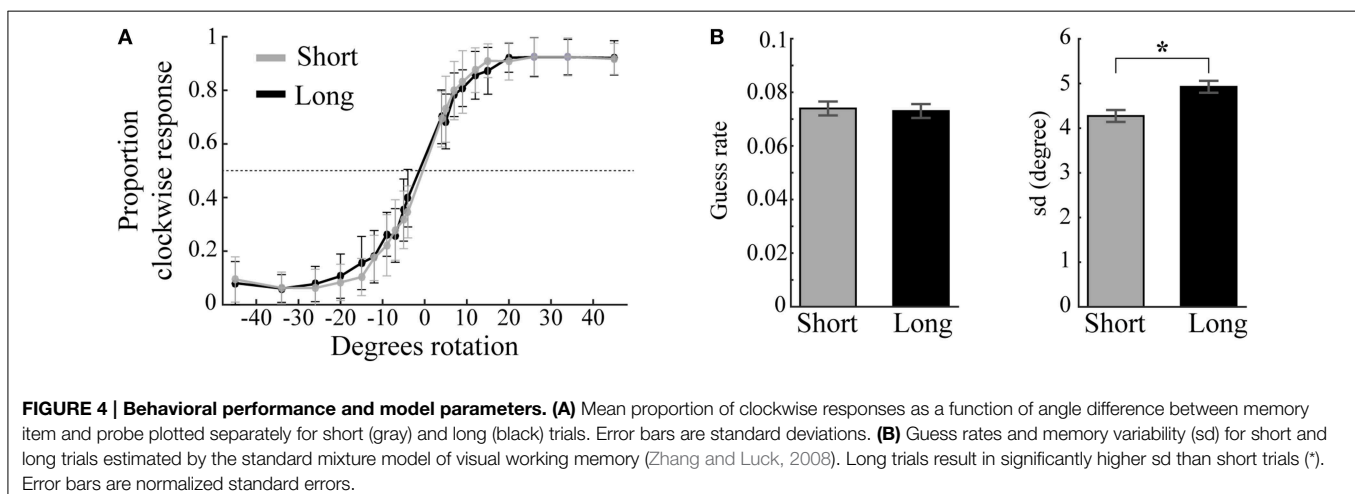 A
B
1
0.8
0.6
0.4
0.2
0
Proportion
clockwise response
Short
Long
-40 -30 -20 -10 0 10 20 30 40
Degrees rotation
0.1
0.08
0.06
0.04
0.02
0
Guess rate
Short Long
6
5
4
3
2
1
0
sd (degree)
*
Short Long
FIGURE 4 | Behavioral performance and model parameters. (A) Mean proportion of clockwise responses as a function of angle difference between memory
item and probe plotted separately for short (gray) and long (black) trials. Error bars are standard deviations. (B) Guess rates and memory variability (sd) for short and
long trials estimated by the standard mixture model of visual working memory (Zhang and Luck, 2008). Long trials result in significantly higher sd than short trials (*).
Error bars are normalized standard errors.